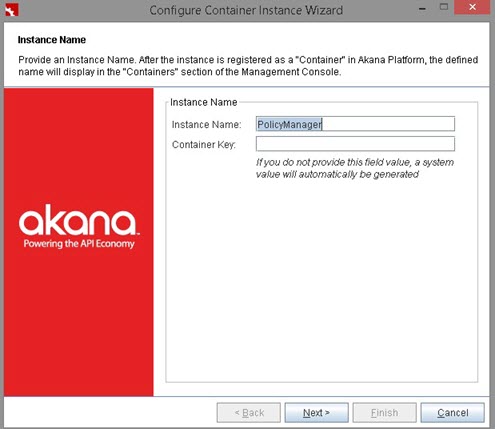 Configure Container Instance Wizard
Instance Name
Provide an Instance Name. After the instance is registered as a "Container" in Akana Platform, the defined
name will display in the "Containers" section of the Management Console.
Instance Name
Instance Name: PolicyManager
Container Key:
If you do not provide this field value, a system
value will automatically be generated
akana
Powering the API Economy
< Back Next > Finish Cancel